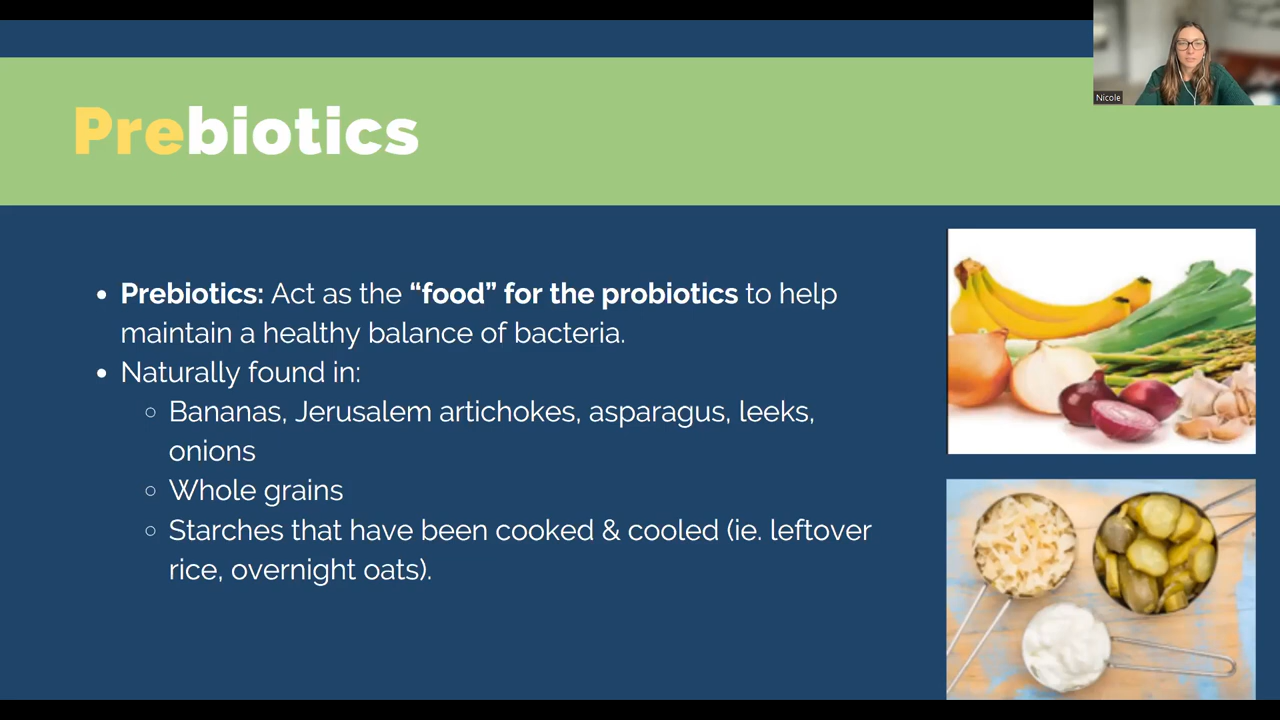 Nicole
Prebiotics
Prebiotics: Act as the “food” for the probiotics to help
maintain a healthy balance of bacteria.
Naturally found in:
Bananas, Jerusalem artichokes, asparagus, leeks,
onions
Whole grains
Starches that have been cooked & cooled (ie. leftover
rice, overnight oats).